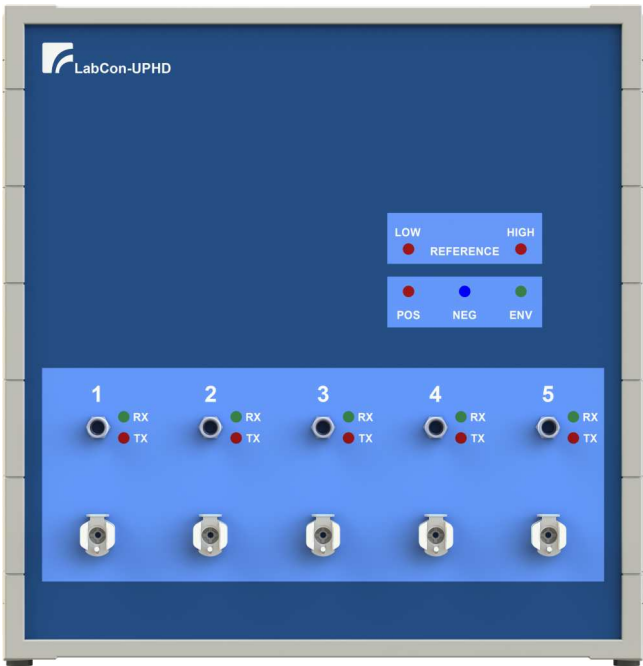 LabCon-UPHD
LOW HIGH
REFERENCE
POS NEG ENV
1 2 3 4 5
RX RX RX RX RX
TX TX TX TX TX